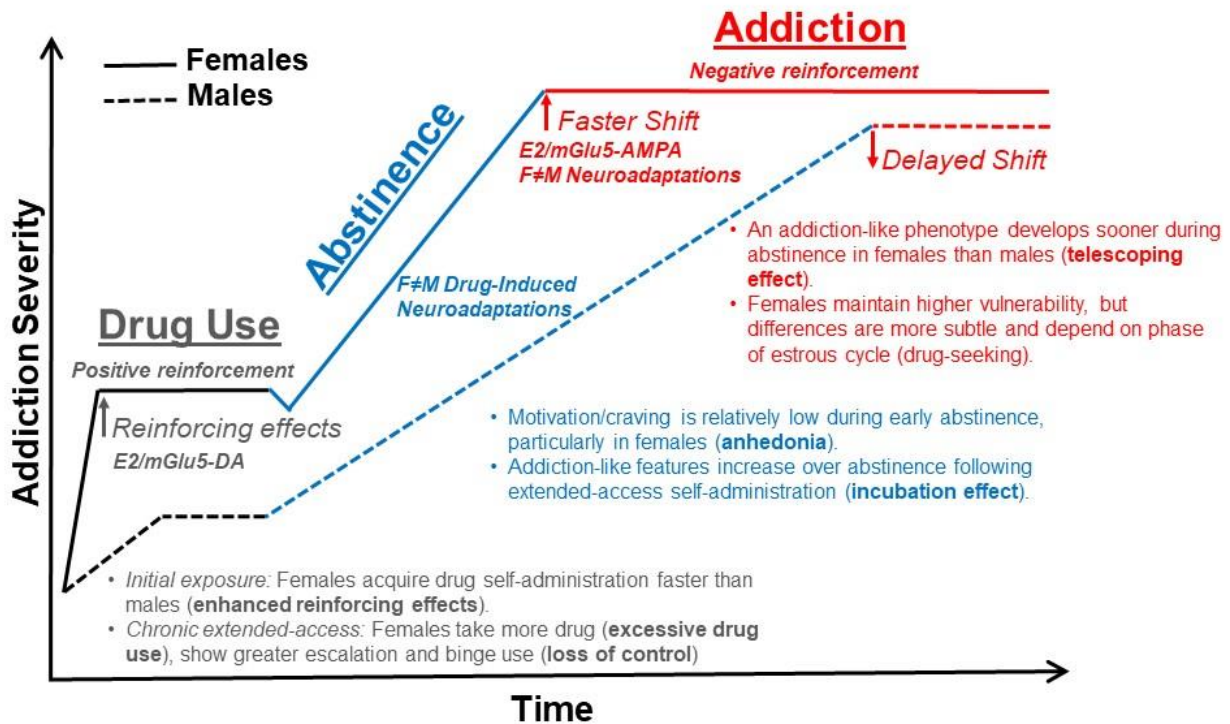 Addiction
Negative reinforcement
Females
Males
Faster Shift
E2/mGlu5-AMPA
F≠M Neuroadaptations
Delayed Shift
Abstinence
F≠M Drug-Induced
Neuroadaptations
• An addiction-like phenotype develops sooner during
abstinence in females than males (telescoping
effect).
• Females maintain higher vulnerability, but
differences are more subtle and depend on phase
of estrous cycle (drug-seeking).
Drug Use
Positive reinforcement
Reinforcing effects
E2/mGlu5-DA
• Motivation/craving is relatively low during early abstinence,
particularly in females (anhedonia).
• Addiction-like features increase over abstinence following
extended-access self-administration (incubation effect).
• Initial exposure: Females acquire drug self-administration faster than
males (enhanced reinforcing effects).
• Chronic extended-access: Females take more drug (excessive drug
use), show greater escalation and binge use (loss of control)
Addiction Severity
Time